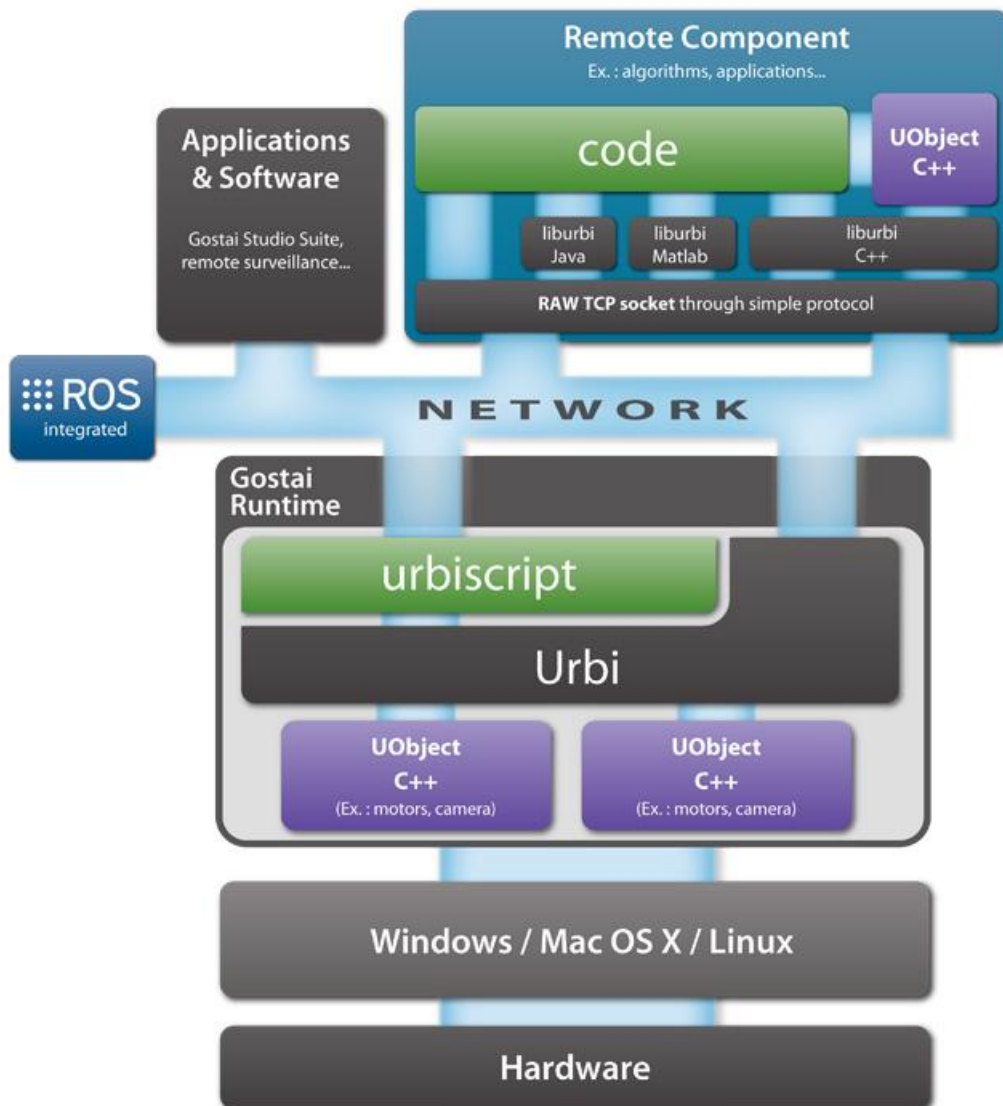 Remote Component
Ex. : algorithms, applications...
Applications
& Software
Gostai Studio Suite,
remote surveillance...
code
UObject
C++
liburbi
Java
liburbi
Matlab
liburbi
C++
RAW TCP socket through simple protocol
ROS
integrated
NETWORK
Gostai
Runtime
urbiscript
Urbi
UObject
C++
(Ex. : motors, camera)
UObject
C++
(Ex. : motors, camera)
Windows / Mac OS X / Linux
Hardware